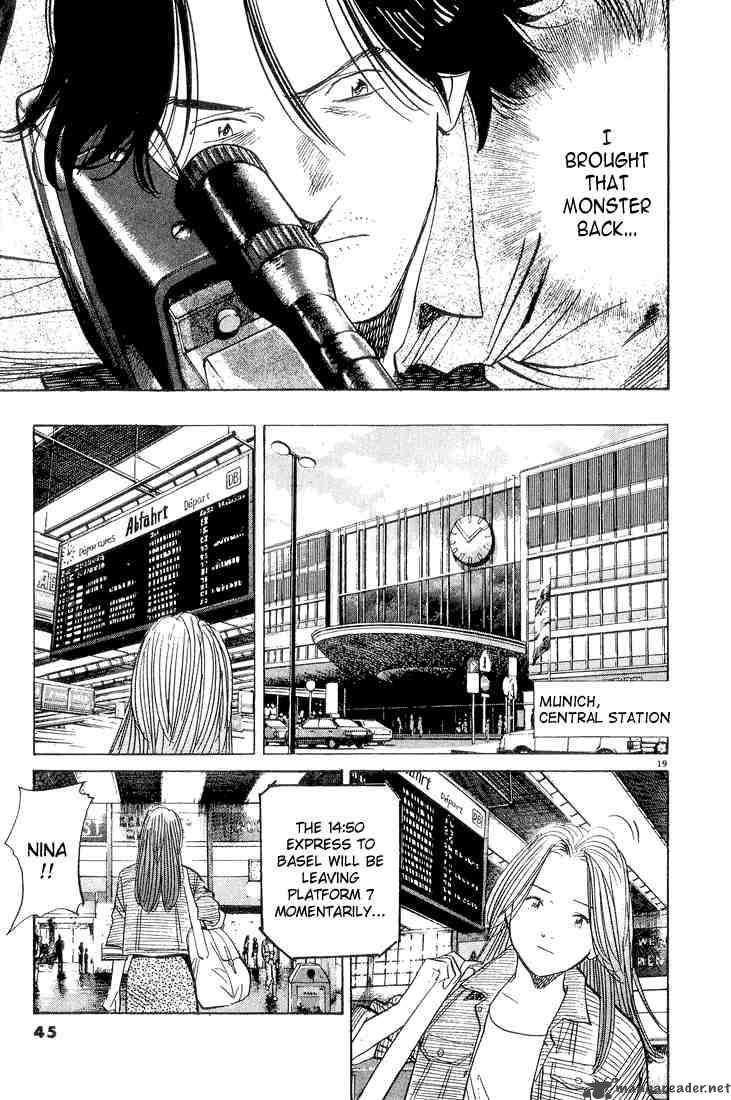 I
BROUGHT
THAT
MONSTER
BACK...
MUNICH,
CENTRAL STATION
DB
Abfahrt
Départ
Departures
19
Abfahrt
Départ
THE 14:50
EXPRESS TO
BASEL WILL BE
LEAVING
PLATFORM 7
MOMENTARILY...
NINA
!!
45
mangareader.net